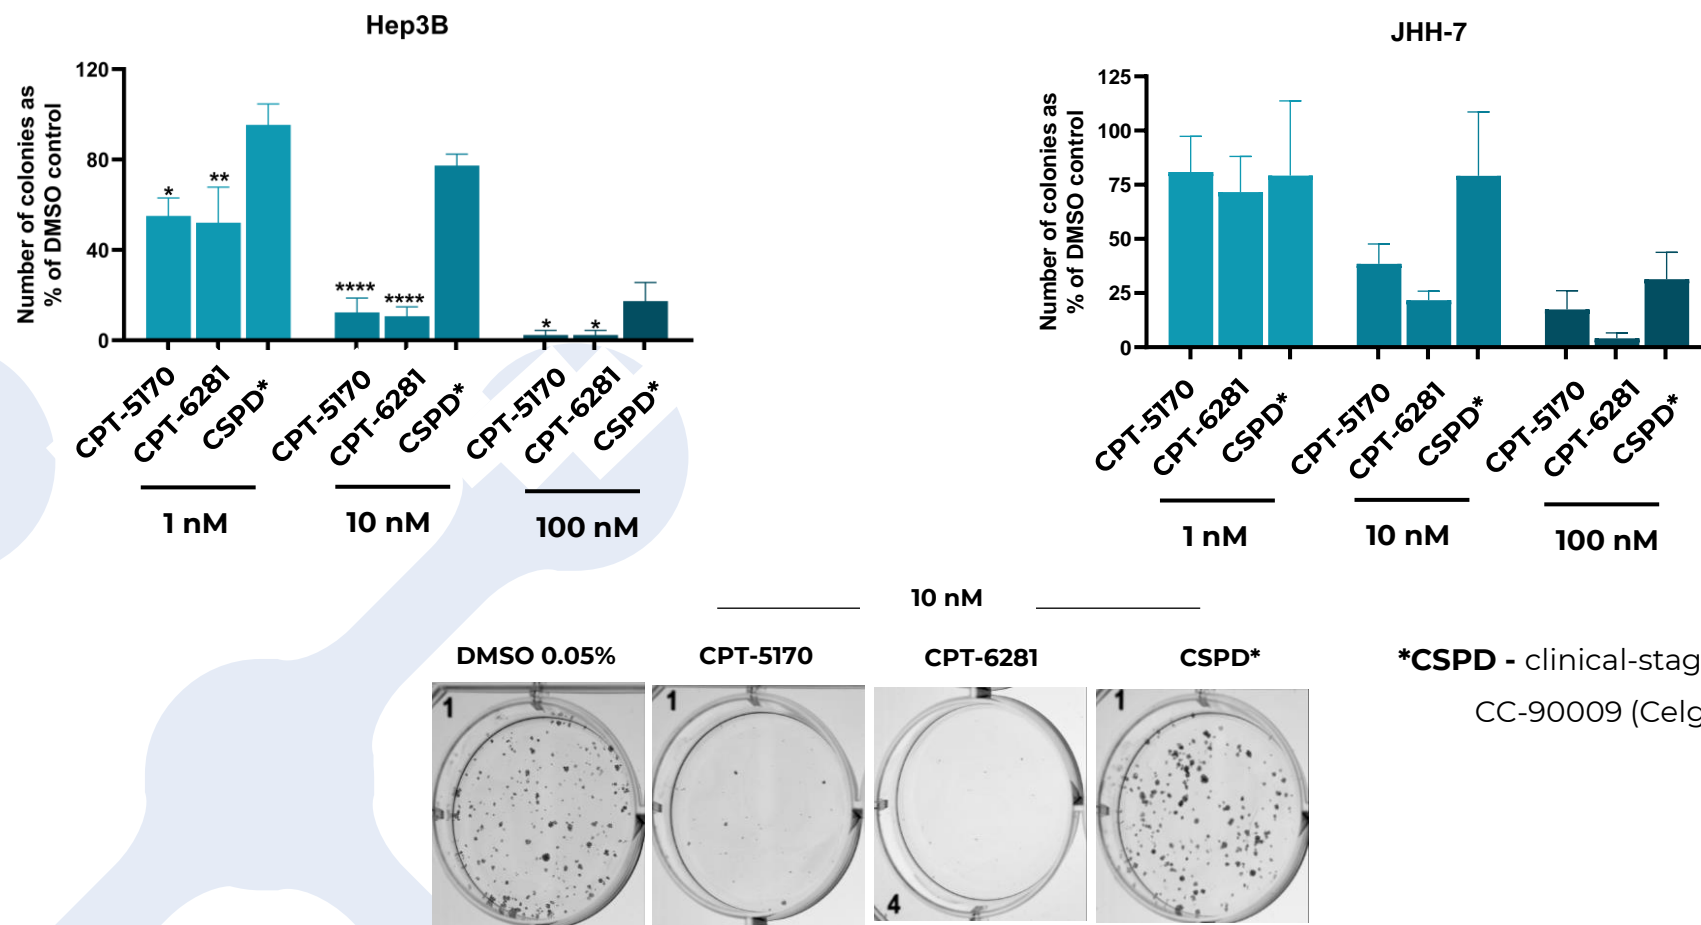 Hep3B
Number of colonies as
% of DMSO control
120
80
40
0
*
**
****
****
*
*
CPT-5170
CPT-6281
CSPD*
CPT-5170
CPT-6281
CSPD*
CPT-5170
CPT-6281
CSPD*
1 nM
10 nM
100 nM
JHH-7
Number of colonies as
% of DMSO control
125
100
75
50
25
0
CPT-5170
CPT-6281
CSPD*
CPT-5170
CPT-6281
CSPD*
CPT-5170
CPT-6281
CSPD*
1 nM
10 nM
100 nM
10 nM
DMSO 0.05%
CPT-5170
CPT-6281
CSPD*
1
1
4
1
*CSPD - clinical-stag
CC-90009 (Celg